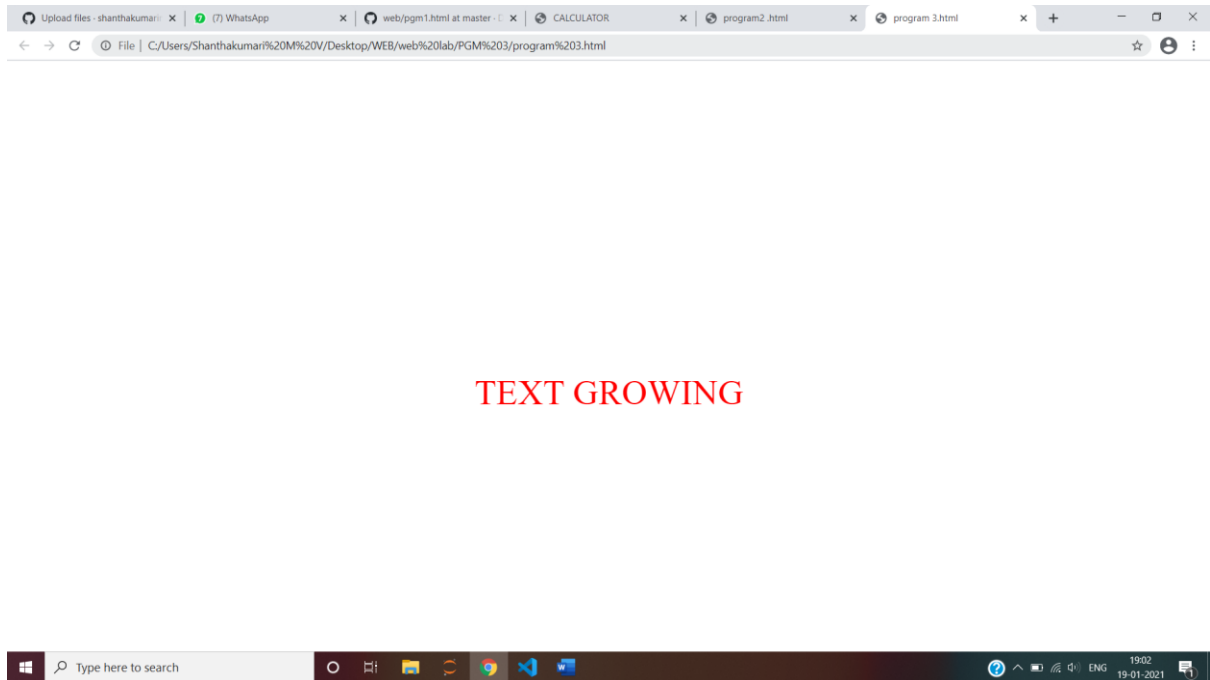 Upload files · shanthakumari
(7) WhatsApp
web/pgm1.html at master ·
CALCULATOR
program2 .html
program 3.html
File | C:/Users/Shanthakumari%20M%20V/Desktop/WEB/web%20lab/PGM%203/program%203.html
TEXT GROWING
Type here to search
ENG
19:02
19-01-2021